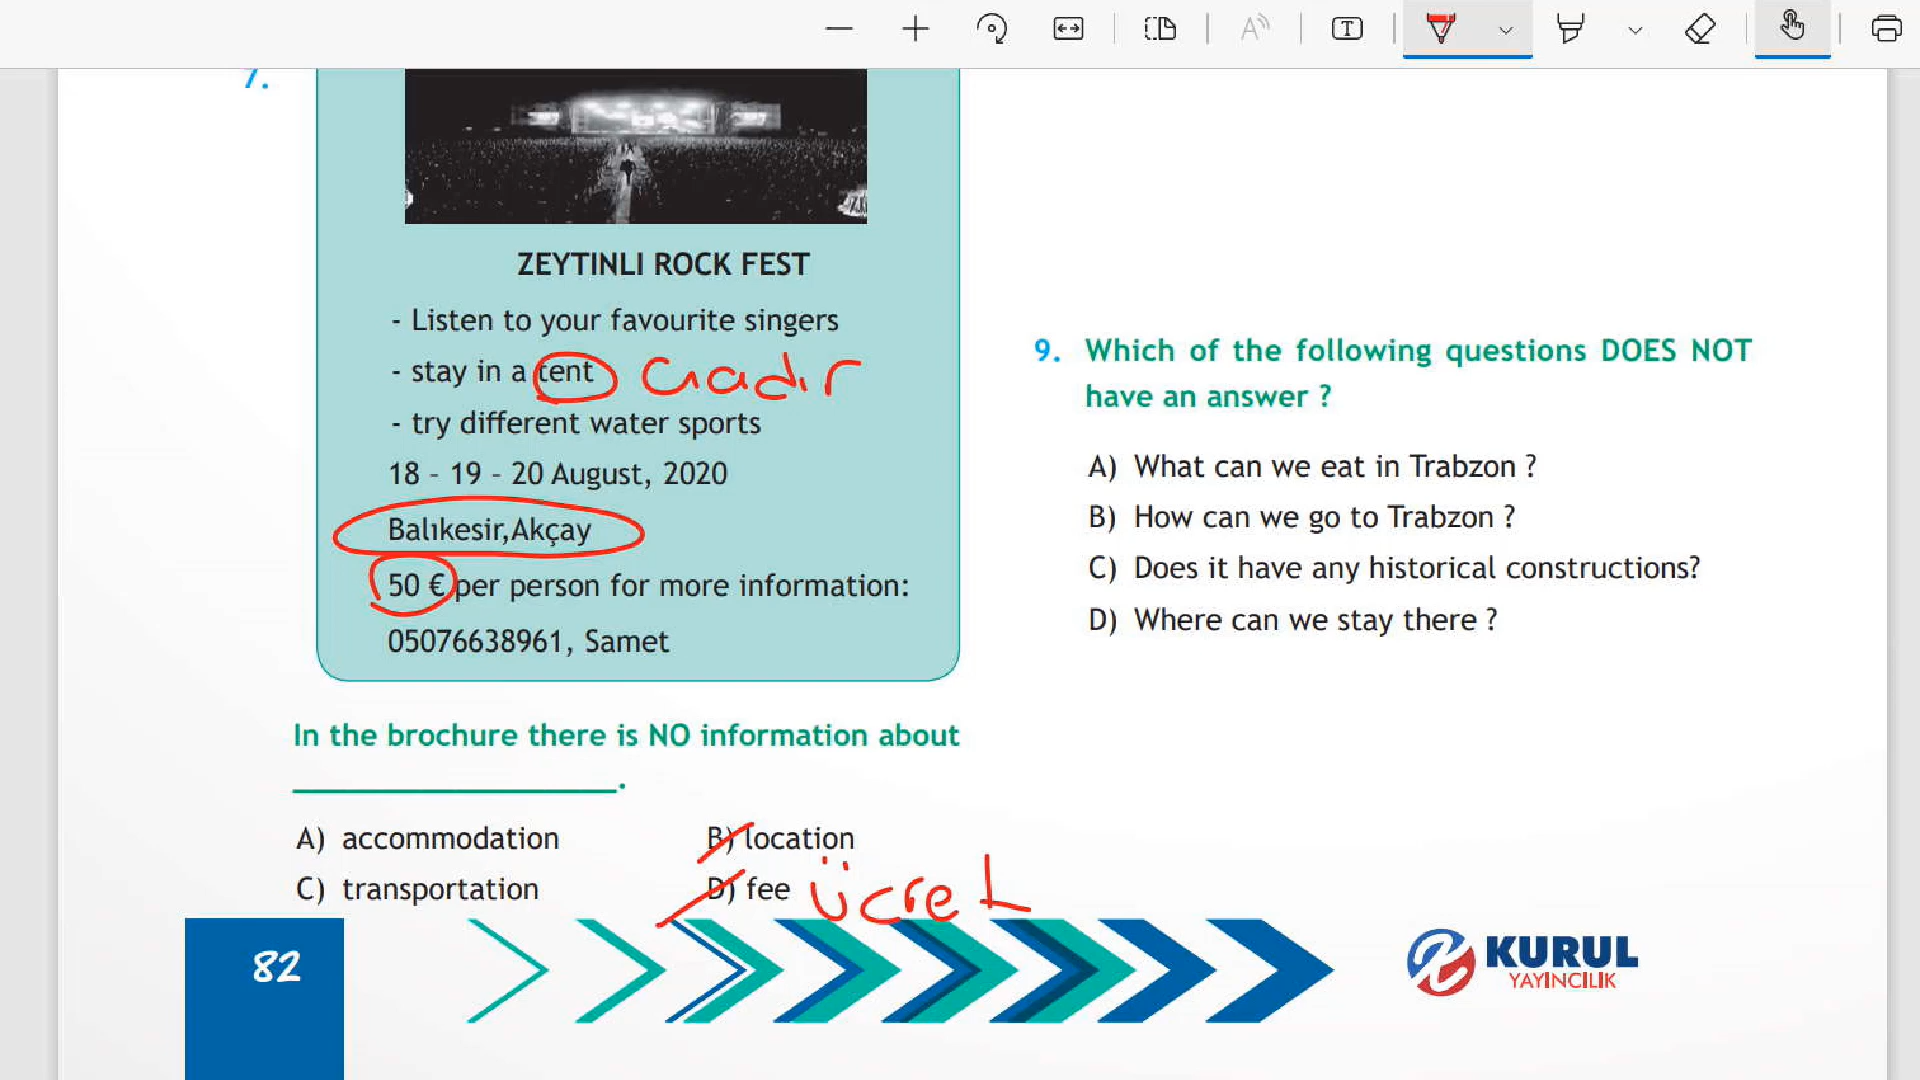 7.
ZEYTINLI ROCK FEST
- Listen to your favourite singers
- stay in a tent çadır
- try different water sports
18 - 19 - 20 August, 2020
Balıkesir,Akçay
50 € per person for more information:
05076638961, Samet
In the brochure there is NO information about
____________________.
A) accommodation
B) location
C) transportation
D) fee ücret
82
9. Which of the following questions DOES NOT
have an answer ?
A) What can we eat in Trabzon ?
B) How can we go to Trabzon ?
C) Does it have any historical constructions?
D) Where can we stay there ?
KURUL
YAYINCILIK